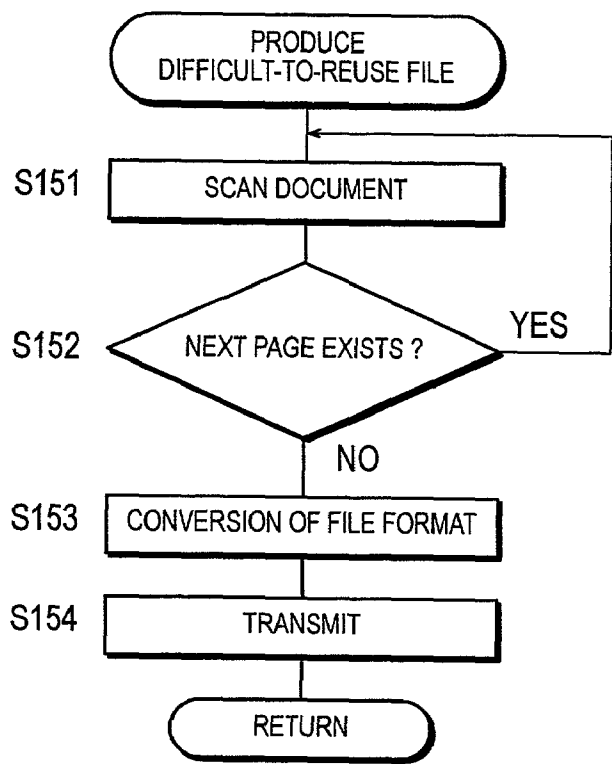 PRODUCE
DIFFICULT-TO-REUSE FILE
S151
SCAN DOCUMENT
S152
NEXT PAGE EXISTS ?
YES
NO
S153
CONVERSION OF FILE FORMAT
S154
TRANSMIT
RETURN